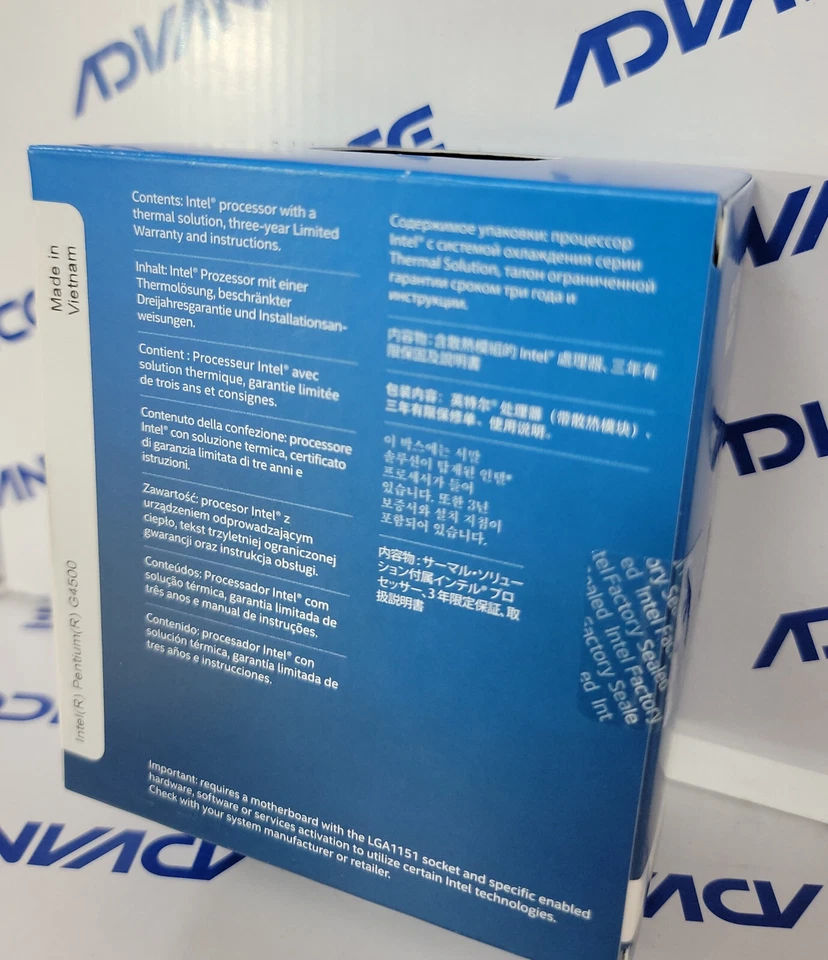 ADVA
ADVA
Contents: Intel® processor with a
thermal solution, three-year Limited
Warranty and instructions.
Inhalt: Intel® Prozessor mit einer
Thermolösung, beschränkter
Dreijahresgarantie und Installationsan-
weisungen.
Contient : Processeur Intel® avec
solution thermique, garantie limitée
de trois ans et consignes.
Contenuto della confezione: processore
Intel® con soluzione termica, certificato
di garanzia limitata di tre anni e
istruzioni.
Zawartość: procesor Intel® z
urządzeniem odprowadzającym
ciepło, tekst trzyletniej ograniczonej
gwarancji oraz instrukcja obsługi.
Conteúdos: Processador Intel® com
solução térmica, garantia limitada de
três anos e manual de instruções.
Contenido: procesador Intel® con
solución térmica, garantía limitada de
tres años e instrucciones.
Содержимое упаковки: процессор
Intel® с системой охлаждения серии
Thermal Solution, талон ограниченной
гарантии сроком три года и
инструкции.
内容物: 含散熱模組的 Intel® 處理器、三年有
限保固及說明書
包装内容: 英特尔® 处理器 (带散热模块)、
三年有限保修单、使用说明。
이 박스에는 서말
솔루션이 탑재된 인텔®
프로세서가 들어
있습니다. 또한 3년
보증서와 설치 지침이
포함되어 있습니다.
内容物: サーマル・ソリュー
ション付属インテル® プロ
セッサー、3 年限定保証、取
扱説明書
Made in
Vietnam
Intel(R) Pentium(R) G4500
Intel Factory Sealed
Important: requires a motherboard with the LGA1151 socket and specific enabled
hardware, software or services activation to utilize certain Intel technologies.
Check with your system manufacturer or retailer.